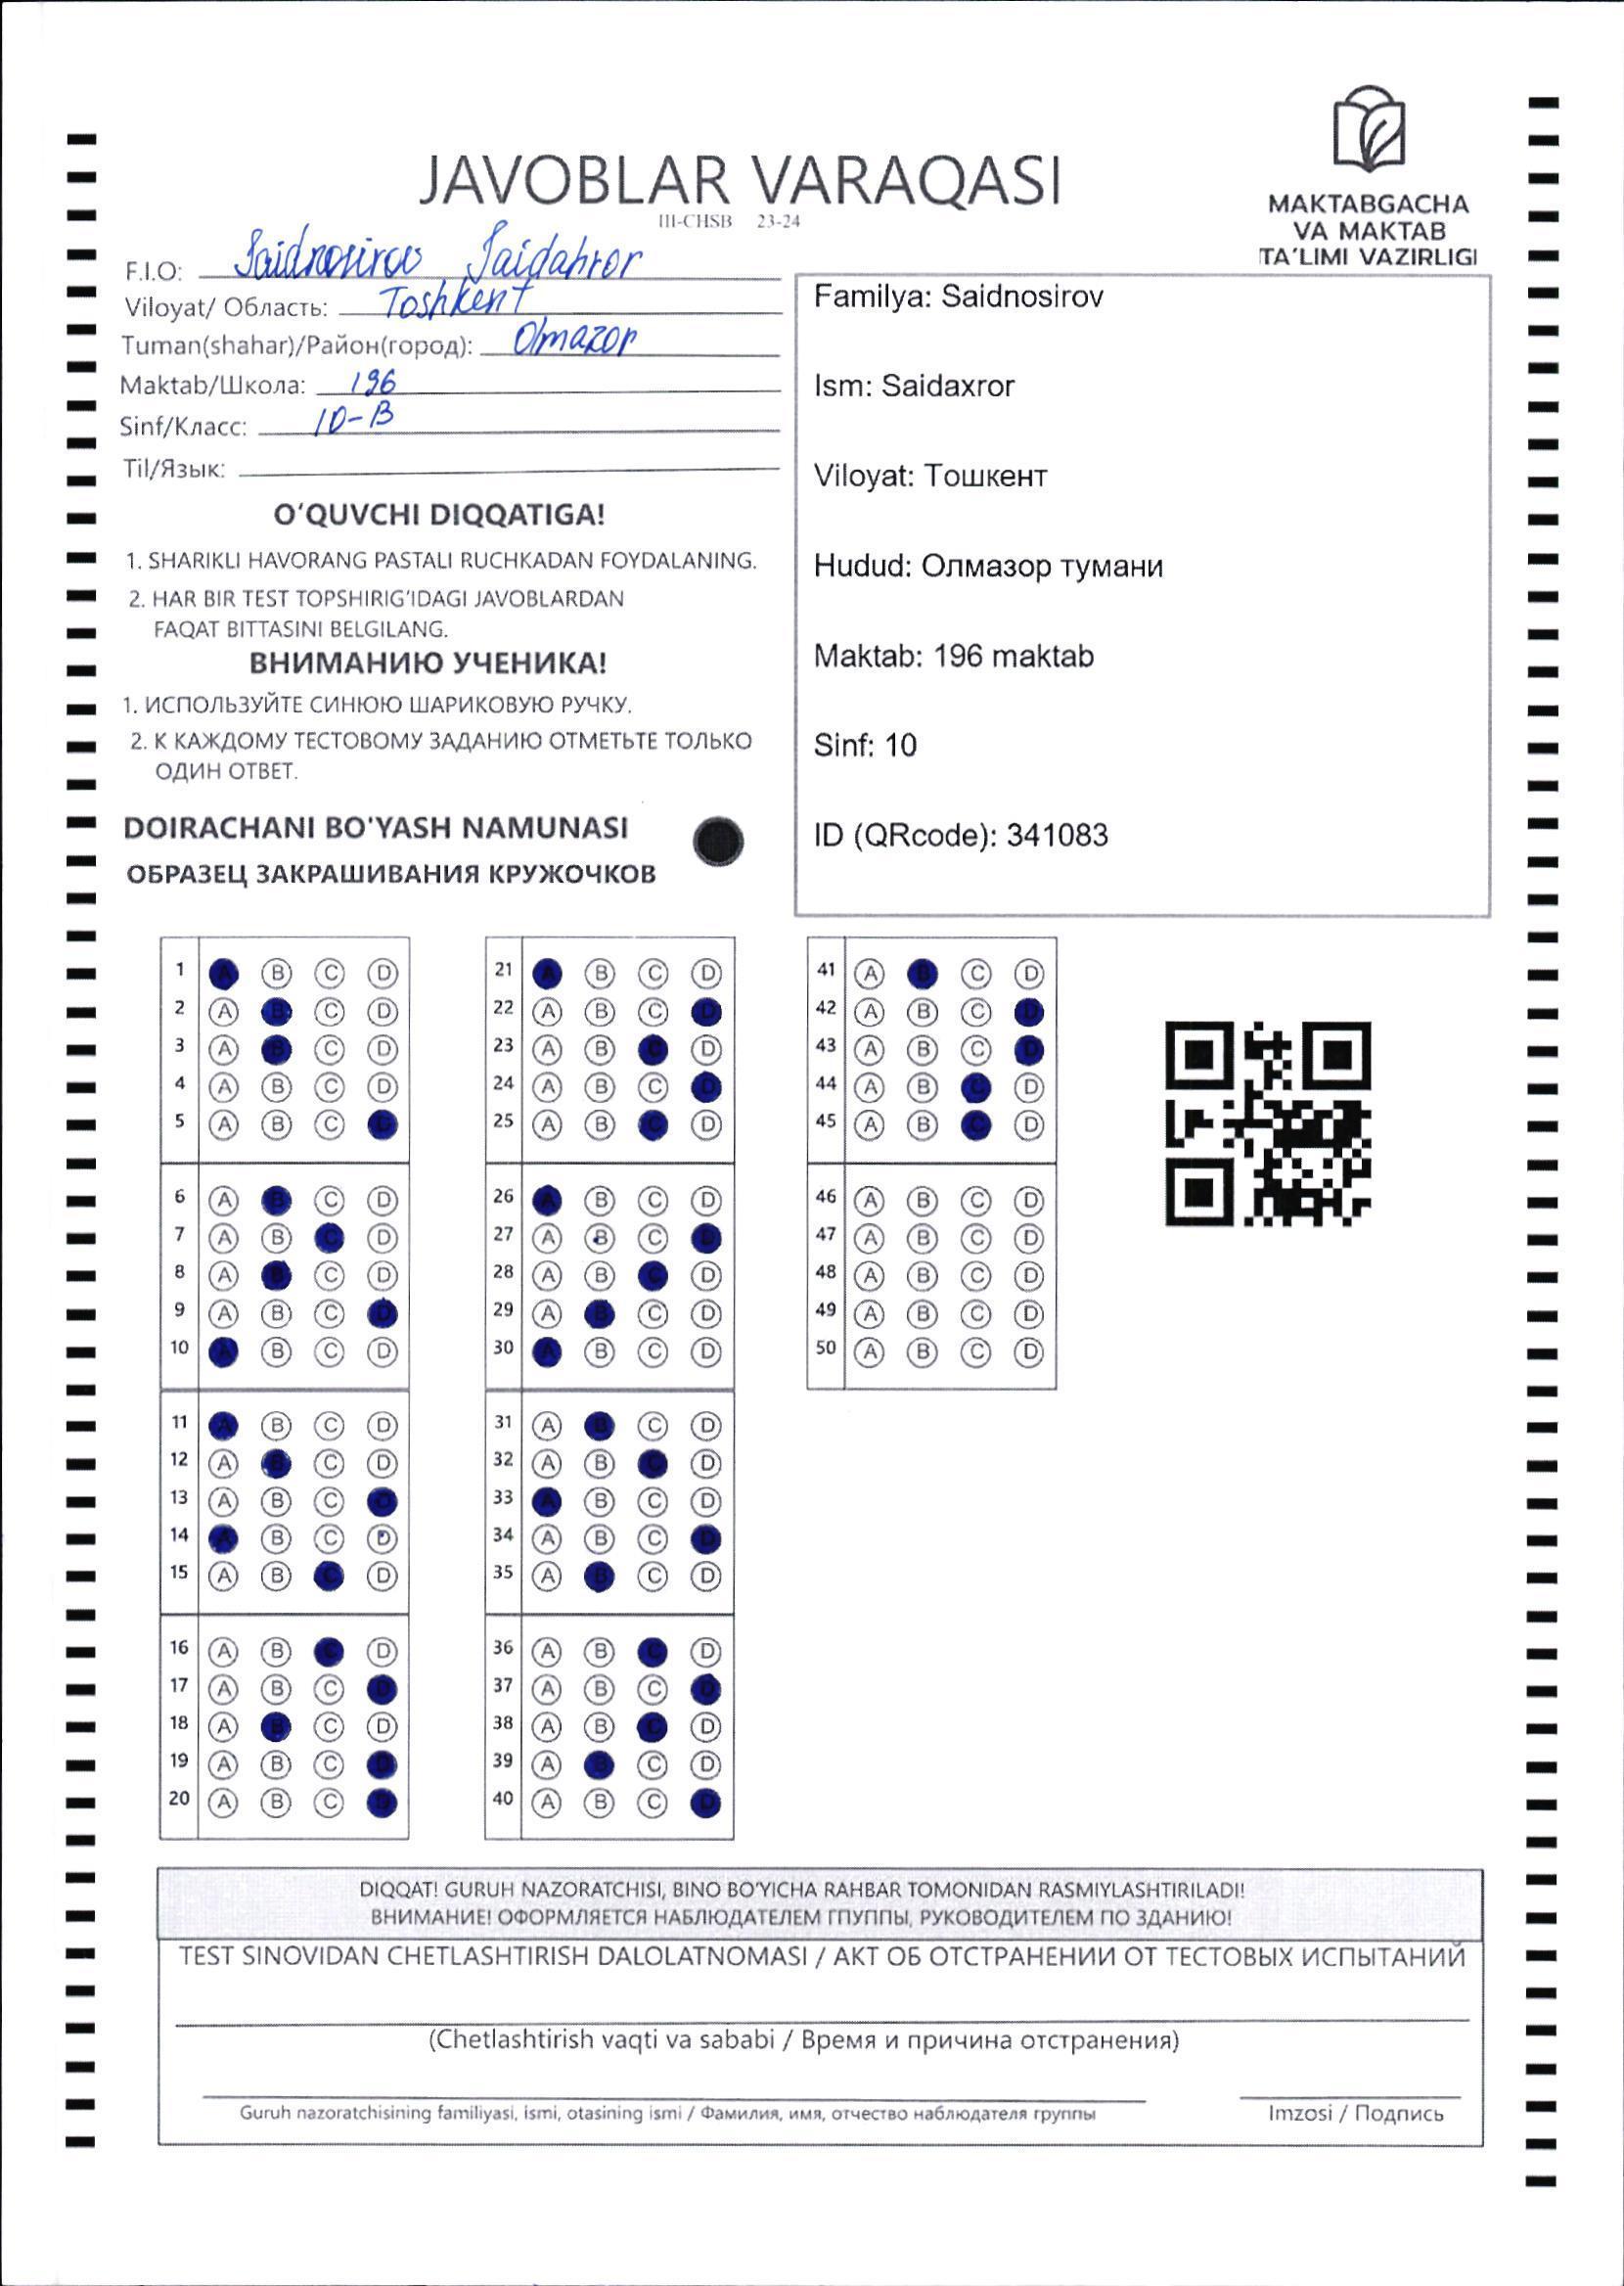 JAVOBLAR VARAQASI
III-CHSB 23-24
MAKTABGACHA
VA MAKTAB
TA'LIMI VAZIRLIGI
F.I.O: Saidnosirov Saidahror
Viloyat/ Область: Toshkent
Tuman(shahar)/Район(город): Olmazor
Maktab/Школа: 196
Sinf/Класс: 10-B
Til/Язык:
O'QUVCHI DIQQATIGA!
1. SHARIKLI HAVORANG PASTALI RUCHKADAN FOYDALANING.
2. HAR BIR TEST TOPSHIRIG'IDAGI JAVOBLARDAN
FAQAT BITTASINI BELGILANG.
ВНИМАНИЮ УЧЕНИКА!
1. ИСПОЛЬЗУЙТЕ СИНЮЮ ШАРИКОВУЮ РУЧКУ.
2. К КАЖДОМУ ТЕСТОВОМУ ЗАДАНИЮ ОТМЕТЬТЕ ТОЛЬКО
ОДИН ОТВЕТ.
DOIRACHANI BO'YASH NAMUNASI
ОБРАЗЕЦ ЗАКРАШИВАНИЯ КРУЖОЧКОВ
Familya: Saidnosirov
Ism: Saidaxror
Viloyat: Тошкент
Hudud: Олмазор тумани
Maktab: 196 maktab
Sinf: 10
ID (QRcode): 341083
1 A B C D
2 A B C D
3 A B C D
4 A B C D
5 A B C D
6 A B C D
7 A B C D
8 A B C D
9 A B C D
10 A B C D
11 A B C D
12 A B C D
13 A B C D
14 A B C D
15 A B C D
16 A B C D
17 A B C D
18 A B C D
19 A B C D
20 A B C D
21 A B C D
22 A B C D
23 A B C D
24 A B C D
25 A B C D
26 A B C D
27 A B C D
28 A B C D
29 A B C D
30 A B C D
31 A B C D
32 A B C D
33 A B C D
34 A B C D
35 A B C D
36 A B C D
37 A B C D
38 A B C D
39 A B C D
40 A B C D
41 A B C D
42 A B C D
43 A B C D
44 A B C D
45 A B C D
46 A B C D
47 A B C D
48 A B C D
49 A B C D
50 A B C D
DIQQAT! GURUH NAZORATCHISI, BINO BO'YICHA RAHBAR TOMONIDAN RASMIYLASHTIRILADI!
ВНИМАНИЕ! ОФОРМЛЯЕТСЯ НАБЛЮДАТЕЛЕМ ГПУППЫ, РУКОВОДИТЕЛЕМ ПО ЗДАНИЮ!
TEST SINOVIDAN CHETLASHTIRISH DALOLATNOMASI / АКТ ОБ ОТСТРАНЕНИИ ОТ ТЕСТОВЫХ ИСПЫТАНИЙ
(Chetlashtirish vaqti va sababi / Время и причина отстранения)
Guruh nazoratchisining familiyasi, ismi, otasining ismi / Фамилия, имя, отчество наблюдателя группы
Imzosi / Подпись